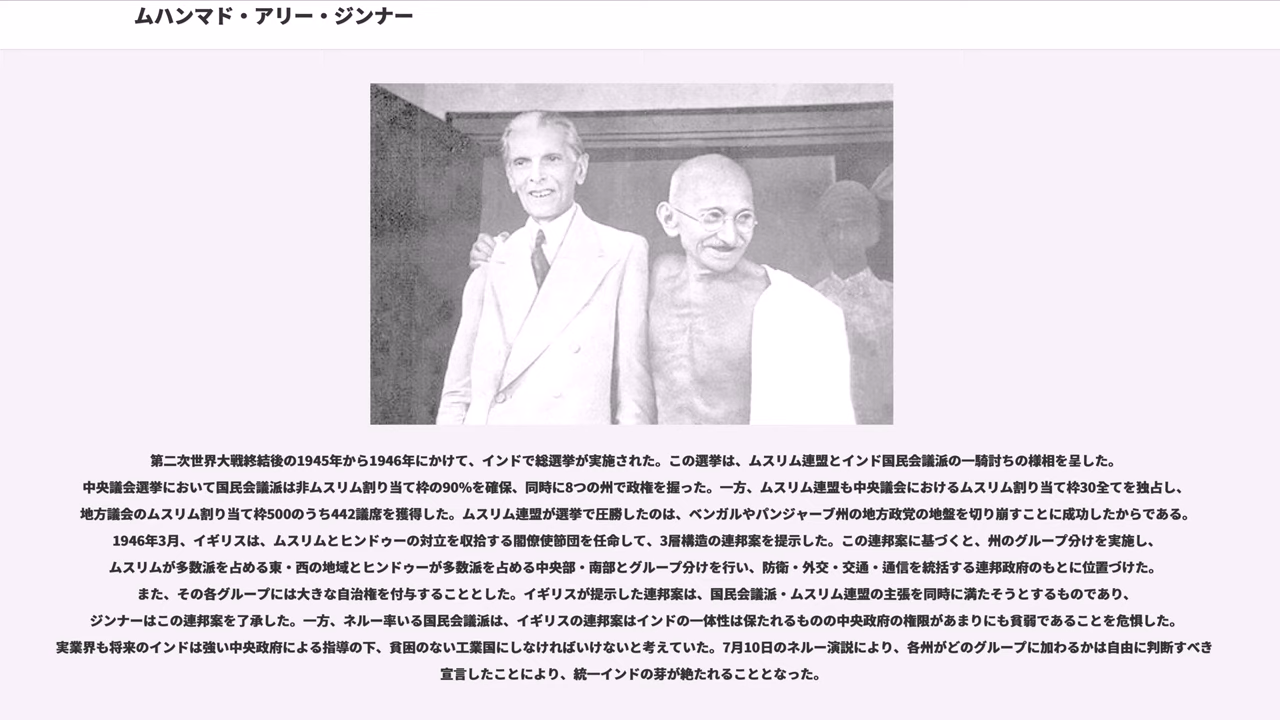 ムハンマド・アリー・ジンナー
第二次世界大戦終結後の1945年から1946年にかけて、インドで総選挙が実施された。この選挙は、ムスリム連盟とインド国民会議派の一騎討ちの様相を呈した。
中央議会選挙において国民会議派は非ムスリム割り当て枠の90%を確保、同時に8つの州で政権を握った。一方、ムスリム連盟も中央議会におけるムスリム割り当て枠30全てを独占し、
地方議会のムスリム割り当て枠500のうち442議席を獲得した。ムスリム連盟が選挙で圧勝したのは、ベンガルやパンジャーブ州の地方政党の地盤を切り崩すことに成功したからである。
1946年3月、イギリスは、ムスリムとヒンドゥーの対立を収拾する閣僚使節団を任命して、3層構造の連邦案を提示した。この連邦案に基づくと、州のグループ分けを実施し、
ムスリムが多数派を占める東・西の地域とヒンドゥーが多数派を占める中央部・南部とグループ分けを行い、防衛・外交・交通・通信を統括する連邦政府のもとに位置づけた。
また、その各グループには大きな自治権を付与することとした。イギリスが提示した連邦案は、国民会議派・ムスリム連盟の主張を同時に満たそうとするものであり、
ジンナーはこの連邦案を了承した。一方、ネルー率いる国民会議派は、イギリスの連邦案はインドの一体性は保たれるものの中央政府の権限があまりにも貧弱であることを危惧した。
実業界も将来のインドは強い中央政府による指導の下、貧困のない工業国にしなければいけないと考えていた。7月10日のネルー演説により、各州がどのグループに加わるかは自由に判断すべき
宣言したことにより、統一インドの芽が絶たれることとなった。